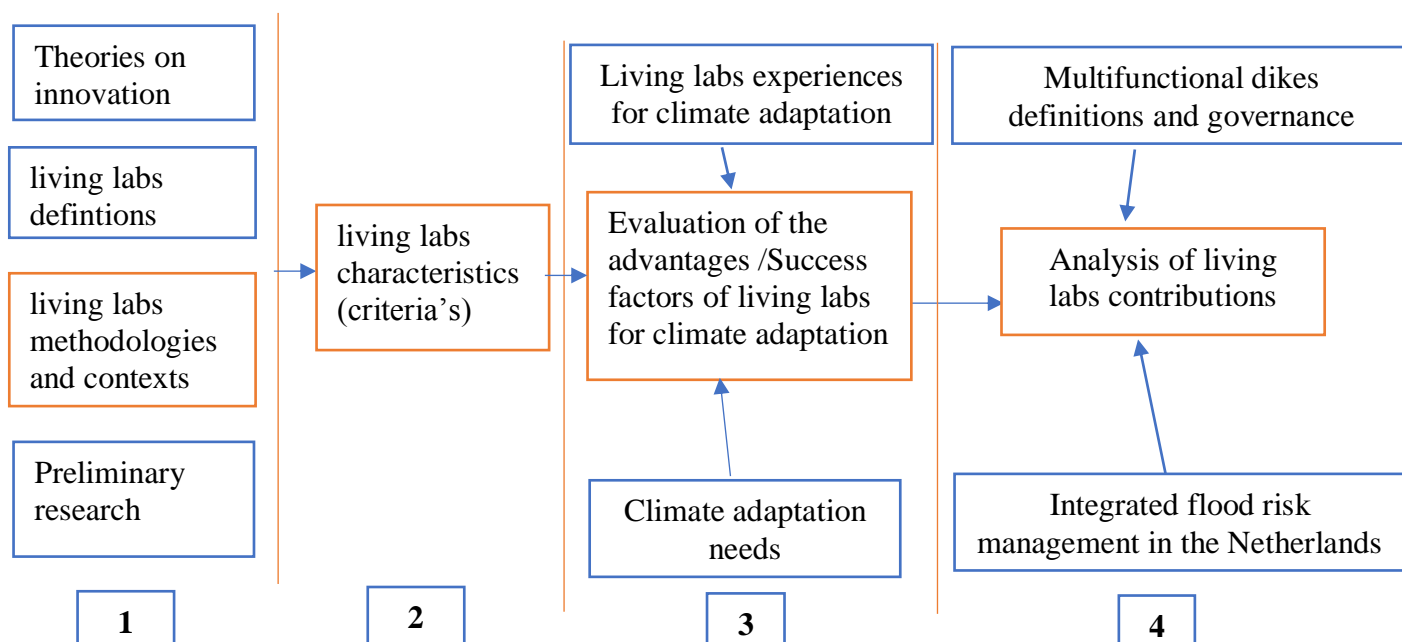 Theories on
innovation
living labs
defintions
living labs
methodologies
and contexts
Preliminary
research
1
living labs
characteristics
(criteria’s)
2
Living labs experiences
for climate adaptation
Evaluation of the
advantages /Success
factors of living labs
for climate adaptation
Climate adaptation
needs
3
Multifunctional dikes
definitions and governance
Analysis of living
labs contributions
Integrated flood risk
management in the Netherlands
4